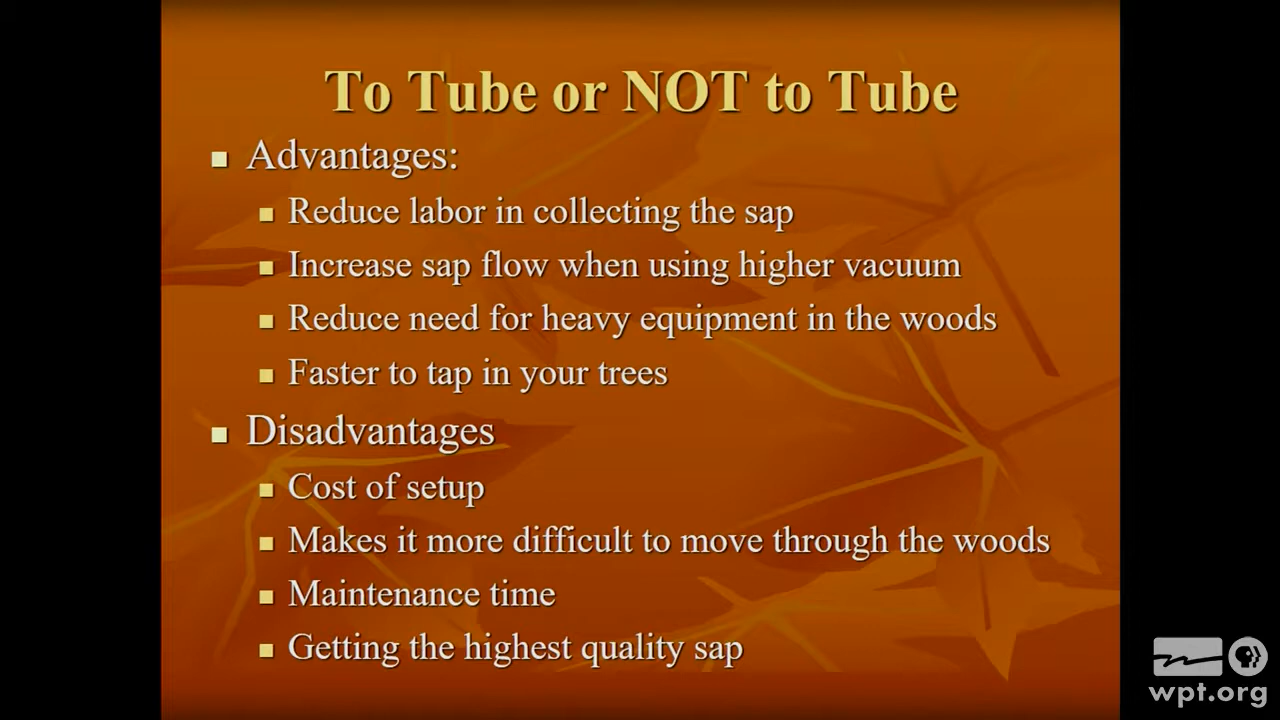 To Tube or NOT to Tube
Advantages:
Reduce labor in collecting the sap
Increase sap flow when using higher vacuum
Reduce need for heavy equipment in the woods
Faster to tap in your trees
Disadvantages
Cost of setup
Makes it more difficult to move through the woods
Maintenance time
Getting the highest quality sap
wpt.org